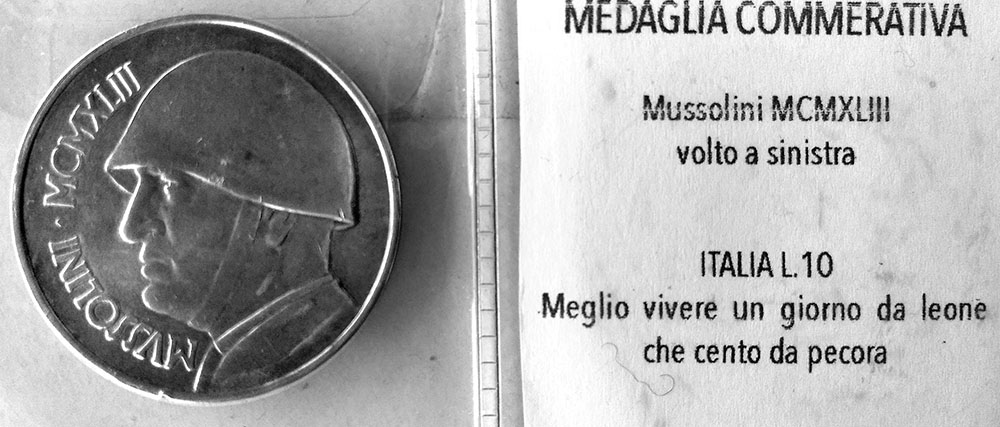 MVSSOLINI · MCMXLIII
MEDAGLIA COMMERATIVA
Mussolini MCMXLIII
volto a sinistra
ITALIA L.10
Meglio vivere un giorno da leone
che cento da pecora